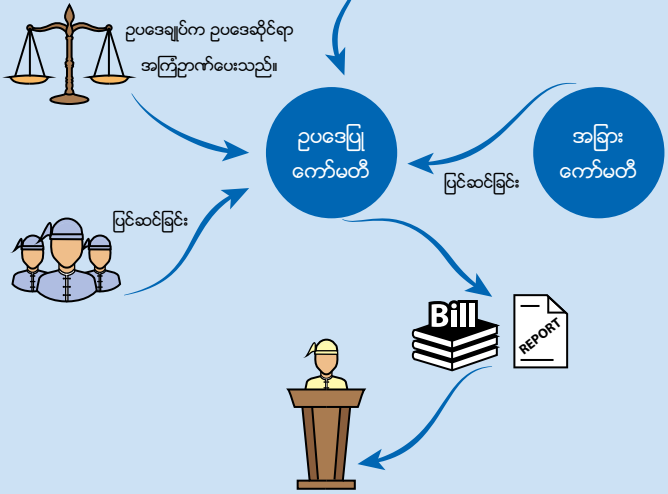 ဥပဒေချုပ်က ဥပဒေဆိုင်ရာ
အကြံဉာဏ်ပေးသည်။
ဥပဒေပြု
ကော်မတီ
အခြား
ကော်မတီ
ပြင်ဆင်ခြင်း
ပြင်ဆင်ခြင်း
Bill
REPORT